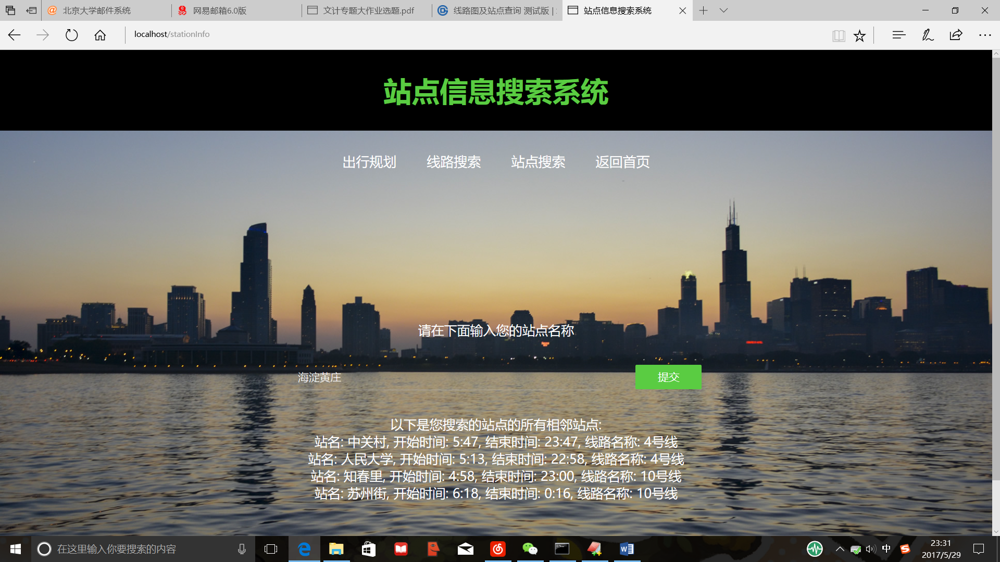 北京大学邮件系统
网易邮箱6.0版
文计专题大作业选题.pdf
线路图及站点查询 测试版 |
站点信息搜索系统
localhost/stationInfo
站点信息搜索系统
出行规划
线路搜索
站点搜索
返回首页
请在下面输入您的站点名称
海淀黄庄
提交
以下是您搜索的站点的所有相邻站点:
站名: 中关村, 开始时间: 5:47, 结束时间: 23:47, 线路名称: 4号线
站名: 人民大学, 开始时间: 5:13, 结束时间: 22:58, 线路名称: 4号线
站名: 知春里, 开始时间: 4:58, 结束时间: 23:00, 线路名称: 10号线
站名: 苏州街, 开始时间: 6:18, 结束时间: 0:16, 线路名称: 10号线
在这里输入你要搜索的内容
中
23:31
2017/5/29